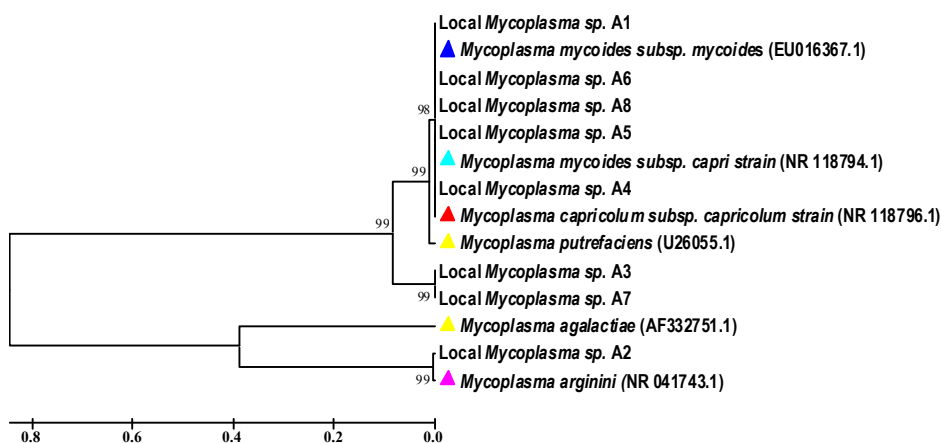 Local Mycoplasma sp. A1
Mycoplasma mycoides subsp. mycoides (EU016367.1)
Local Mycoplasma sp. A6
98
Local Mycoplasma sp. A8
Local Mycoplasma sp. A5
Mycoplasma mycoides subsp. capri strain (NR 118794.1)
99
Local Mycoplasma sp. A4
Mycoplasma capricolum subsp. capricolum strain (NR 118796.1)
99
Mycoplasma putrefaciens (U26055.1)
Local Mycoplasma sp. A3
99
Local Mycoplasma sp. A7
Mycoplasma agalactiae (AF332751.1)
Local Mycoplasma sp. A2
99
Mycoplasma arginini (NR 041743.1)
0.8 0.6 0.4 0.2 0.0